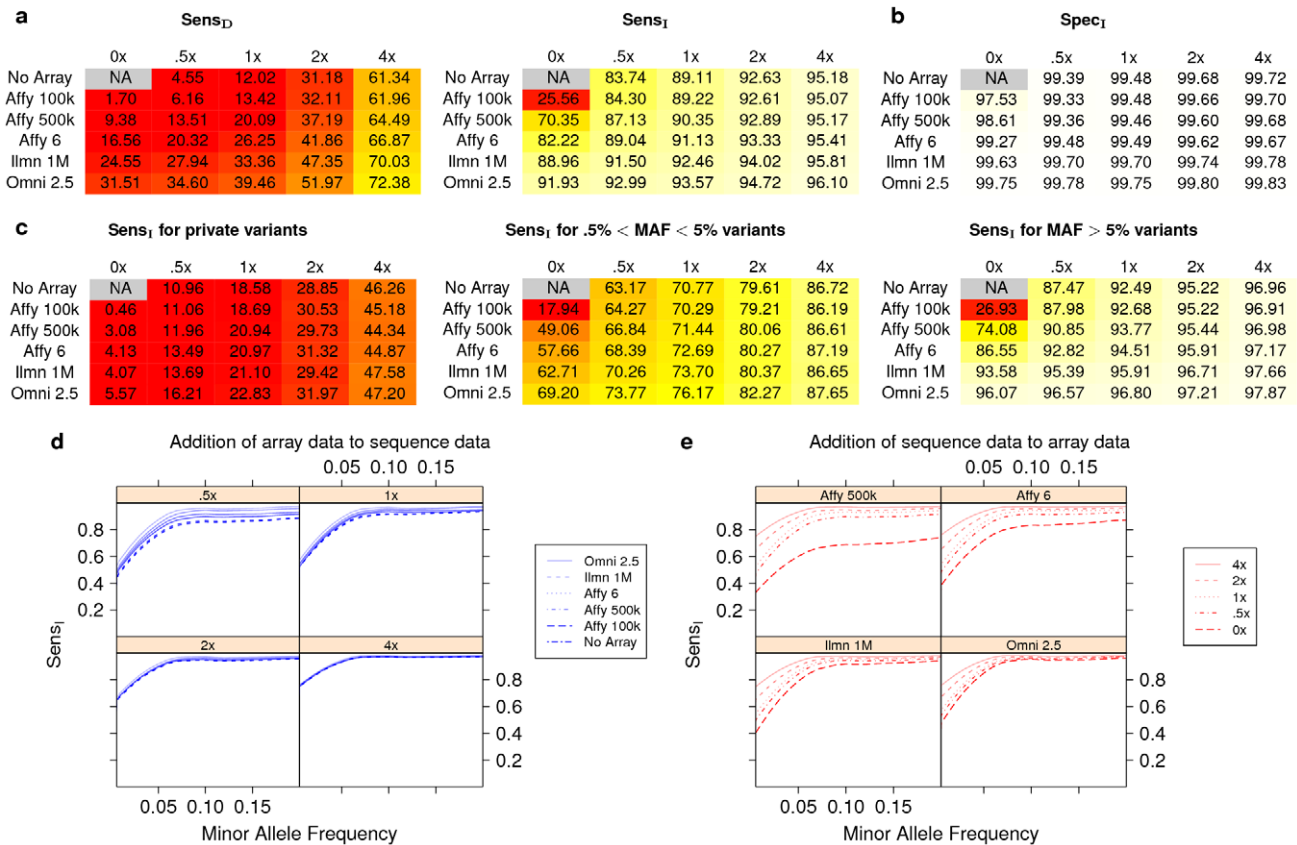 a
Sens_D
0x .5x 1x 2x 4x
No Array NA 4.55 12.02 31.18 61.34
Affy 100k 1.70 6.16 13.42 32.11 61.96
Affy 500k 9.38 13.51 20.09 37.19 64.49
Affy 6 16.56 20.32 26.25 41.86 66.87
Ilmn 1M 24.55 27.94 33.36 47.35 70.03
Omni 2.5 31.51 34.60 39.46 51.97 72.38
Sens_I
0x .5x 1x 2x 4x
No Array NA 83.74 89.11 92.63 95.18
Affy 100k 25.56 84.30 89.22 92.61 95.07
Affy 500k 70.35 87.13 90.35 92.89 95.17
Affy 6 82.22 89.04 91.13 93.33 95.41
Ilmn 1M 88.96 91.50 92.46 94.02 95.81
Omni 2.5 91.93 92.99 93.57 94.72 96.10
b
Spec_I
0x .5x 1x 2x 4x
No Array NA 99.39 99.48 99.68 99.72
Affy 100k 97.53 99.33 99.48 99.66 99.70
Affy 500k 98.61 99.36 99.46 99.60 99.68
Affy 6 99.27 99.48 99.49 99.62 99.67
Ilmn 1M 99.63 99.70 99.70 99.74 99.78
Omni 2.5 99.75 99.78 99.75 99.80 99.83
c
Sens_I for private variants
0x .5x 1x 2x 4x
No Array NA 10.96 18.58 28.85 46.26
Affy 100k 0.46 11.06 18.69 30.53 45.18
Affy 500k 3.08 11.96 20.94 29.73 44.34
Affy 6 4.13 13.49 20.97 31.32 44.87
Ilmn 1M 4.07 13.69 21.10 29.42 47.58
Omni 2.5 5.57 16.21 22.83 31.97 47.20
Sens_I for .5% < MAF < 5% variants
0x .5x 1x 2x 4x
No Array NA 63.17 70.77 79.61 86.72
Affy 100k 17.94 64.27 70.29 79.21 86.19
Affy 500k 49.06 66.84 71.44 80.06 86.61
Affy 6 57.66 68.39 72.69 80.27 87.19
Ilmn 1M 62.71 70.26 73.70 80.37 86.65
Omni 2.5 69.20 73.77 76.17 82.27 87.65
Sens_I for MAF > 5% variants
0x .5x 1x 2x 4x
No Array NA 87.47 92.49 95.22 96.96
Affy 100k 26.93 87.98 92.68 95.22 96.91
Affy 500k 74.08 90.85 93.77 95.44 96.98
Affy 6 86.55 92.82 94.51 95.91 97.17
Ilmn 1M 93.58 95.39 95.91 96.71 97.66
Omni 2.5 96.07 96.57 96.80 97.21 97.87
d
Addition of array data to sequence data
0.05 0.10 0.15
.5x 1x
0.8
0.6
0.4
0.2
Sens_I
2x 4x
0.8
0.6
0.4
0.2
0.05 0.10 0.15
Minor Allele Frequency
Omni 2.5
Ilmn 1M
Affy 6
Affy 500k
Affy 100k
No Array
e
Addition of sequence data to array data
0.05 0.10 0.15
Affy 500k Affy 6
0.8
0.6
0.4
0.2
Sens_I
Ilmn 1M Omni 2.5
0.8
0.6
0.4
0.2
0.05 0.10 0.15
Minor Allele Frequency
4x
2x
1x
.5x
0x